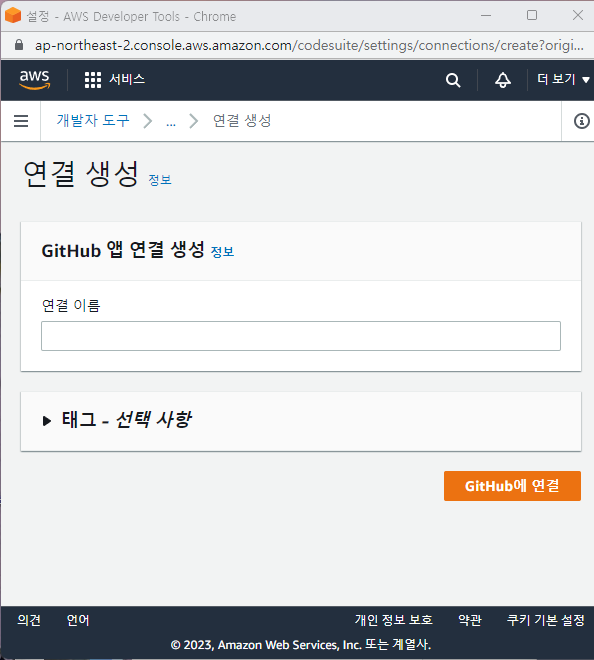 설정 - AWS Developer Tools - Chrome
ap-northeast-2.console.aws.amazon.com/codesuite/settings/connections/create?origi...
aws 서비스 더 보기
개발자 도구 ... 연결 생성
연결 생성 정보
GitHub 앱 연결 생성 정보
연결 이름
태그 - 선택 사항
GitHub에 연결
의견 언어 개인 정보 보호 약관 쿠키 기본 설정
© 2023, Amazon Web Services, Inc. 또는 계열사.